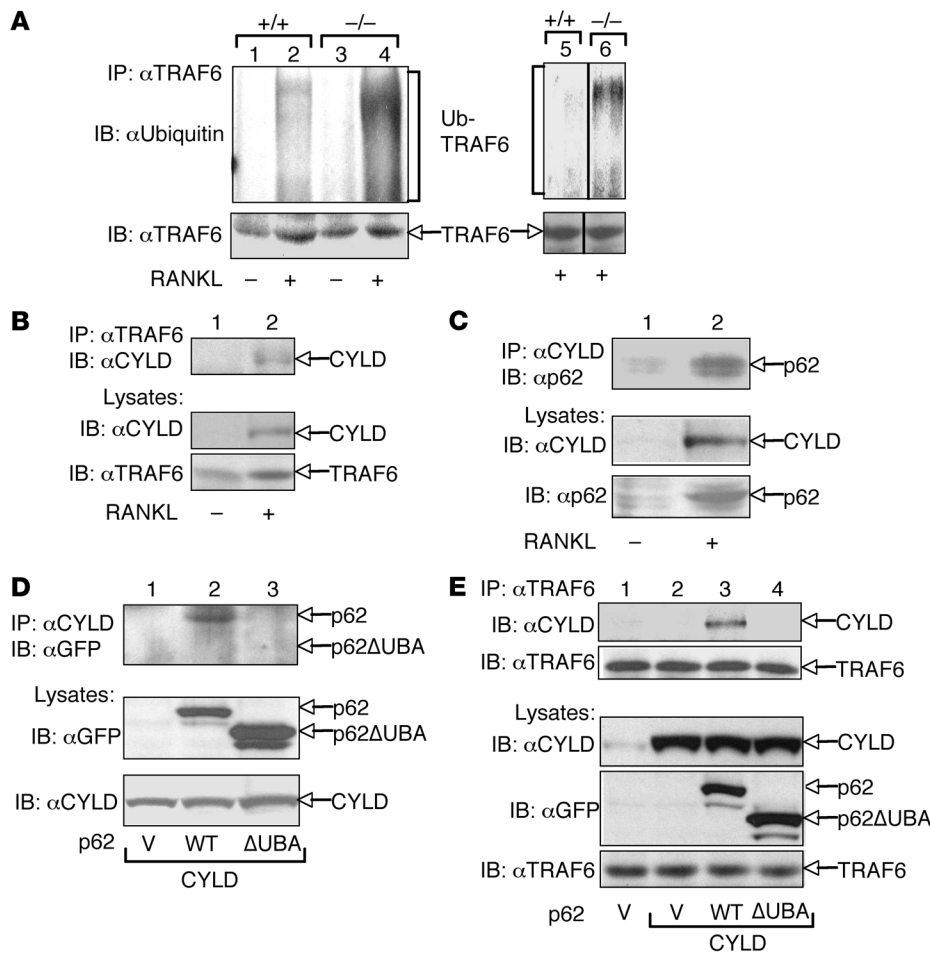 A
+/+ –/– +/+ –/–
1 2 3 4 5 6
IP: αTRAF6
IB: αUbiquitin
Ub-
TRAF6
IB: αTRAF6 TRAF6
RANKL – + – + + +
B
1 2
IP: αTRAF6
IB: αCYLD CYLD
Lysates:
IB: αCYLD CYLD
IB: αTRAF6 TRAF6
RANKL – +
C
1 2
IP: αCYLD
IB: αp62 p62
Lysates:
IB: αCYLD CYLD
IB: αp62 p62
RANKL – +
D
1 2 3
IP: αCYLD p62
IB: αGFP p62ΔUBA
Lysates:
p62
IB: αGFP p62ΔUBA
IB: αCYLD CYLD
p62 V WT ΔUBA
CYLD
E
IP: αTRAF6 1 2 3 4
IB: αCYLD CYLD
IB: αTRAF6 TRAF6
Lysates:
IB: αCYLD CYLD
p62
IB: αGFP p62ΔUBA
IB: αTRAF6 TRAF6
p62 V V WT ΔUBA
CYLD